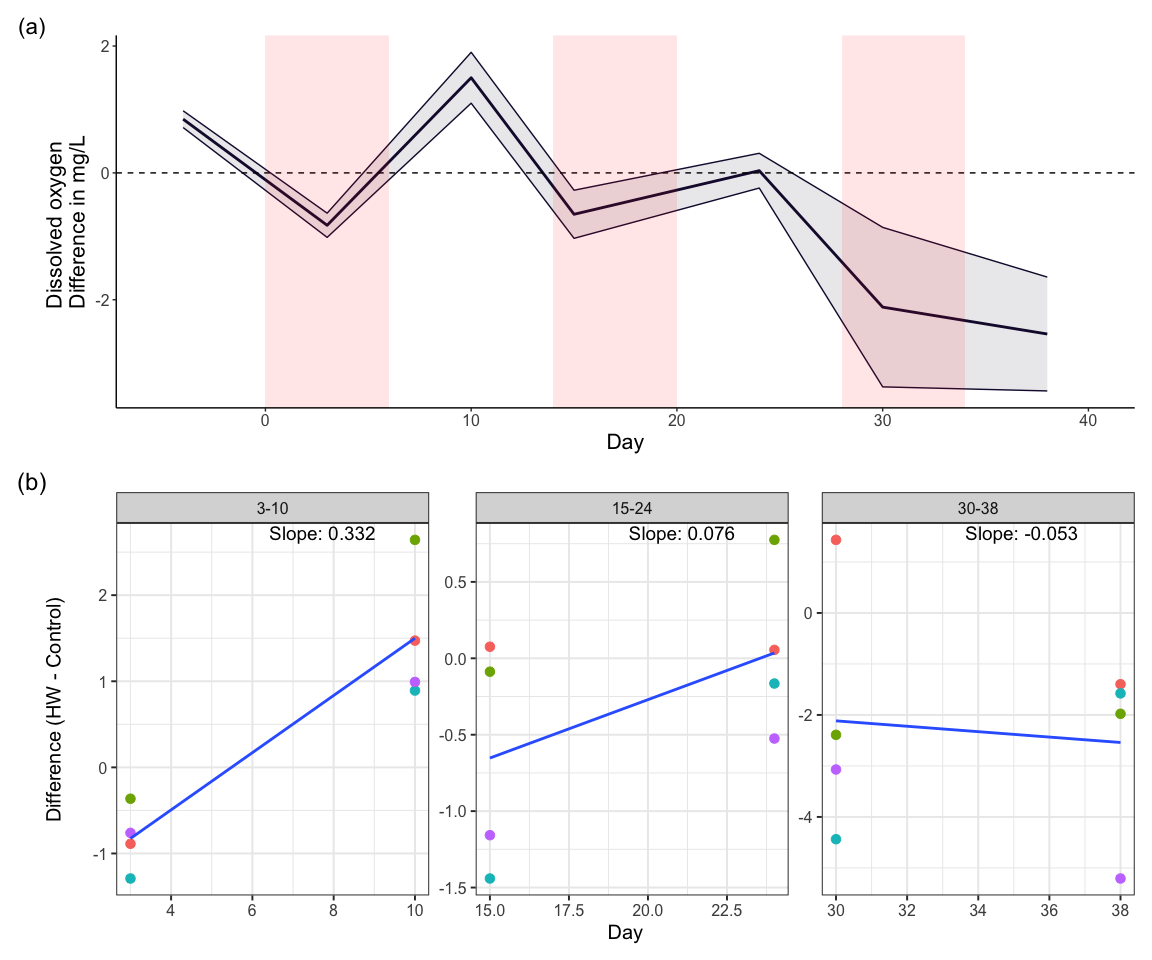 (a)
Dissolved oxygen
Difference in mg/L
2
0
-2
0 10 20 30 40
Day
(b)
Difference (HW - Control)
3-10 15-24 30-38
Slope: 0.332 Slope: 0.076 Slope: -0.053
2
1
0
-1
0.5
0.0
-0.5
-1.0
-1.5
0
-2
-4
4 6 8 10 15.0 17.5 20.0 22.5 30 32 34 36 38
Day